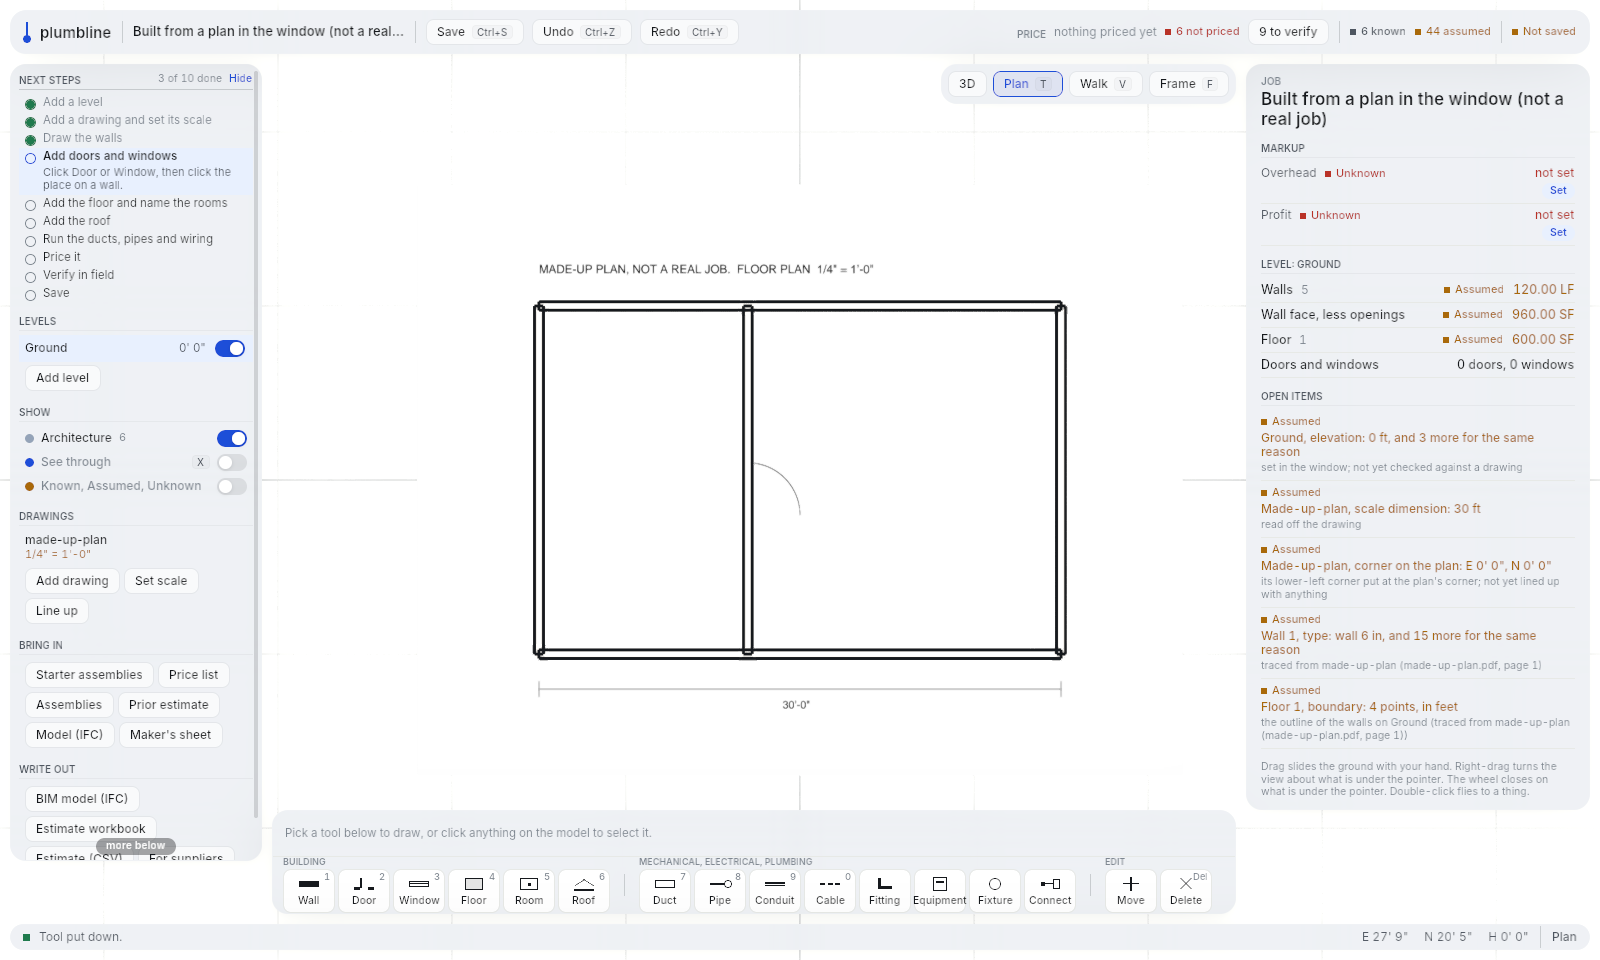 plumbline
Built from a plan in the window (not a real...
Save Ctrl+S
Undo Ctrl+Z
Redo Ctrl+Y
PRICE nothing priced yet 6 not priced
9 to verify
6 known 44 assumed
Not saved
NEXT STEPS 3 of 10 done Hide
Add a level
Add a drawing and set its scale
Draw the walls
Add doors and windows
Click Door or Window, then click the
place on a wall.
Add the floor and name the rooms
Add the roof
Run the ducts, pipes and wiring
Price it
Verify in field
Save
LEVELS
Ground 0' 0"
Add level
SHOW
Architecture 6
See through X
Known, Assumed, Unknown
DRAWINGS
made-up-plan
1/4" = 1'-0"
Add drawing Set scale
Line up
BRING IN
Starter assemblies Price list
Assemblies Prior estimate
Model (IFC) Maker's sheet
WRITE OUT
BIM model (IFC)
Estimate workbook
more below
Estimate (CSV) For suppliers
3D Plan T Walk V Frame F
MADE-UP PLAN, NOT A REAL JOB. FLOOR PLAN 1/4" = 1'-0"
30'-0"
Pick a tool below to draw, or click anything on the model to select it.
BUILDING
Wall 1
Door 2
Window 3
Floor 4
Room 5
Roof 6
MECHANICAL, ELECTRICAL, PLUMBING
Duct 7
Pipe 8
Conduit 9
Cable 0
Fitting
Equipment
Fixture
Connect
EDIT
Move
Delete Del
JOB
Built from a plan in the window (not a
real job)
MARKUP
Overhead Unknown not set
Set
Profit Unknown not set
Set
LEVEL: GROUND
Walls 5 Assumed 120.00 LF
Wall face, less openings Assumed 960.00 SF
Floor 1 Assumed 600.00 SF
Doors and windows 0 doors, 0 windows
OPEN ITEMS
Assumed
Ground, elevation: 0 ft, and 3 more for the same
reason
set in the window; not yet checked against a drawing
Assumed
Made-up-plan, scale dimension: 30 ft
read off the drawing
Assumed
Made-up-plan, corner on the plan: E 0' 0", N 0' 0"
its lower-left corner put at the plan's corner; not yet lined up
with anything
Assumed
Wall 1, type: wall 6 in, and 15 more for the same
reason
traced from made-up-plan (made-up-plan.pdf, page 1)
Assumed
Floor 1, boundary: 4 points, in feet
the outline of the walls on Ground (traced from made-up-plan
(made-up-plan.pdf, page 1))
Drag slides the ground with your hand. Right-drag turns the
view about what is under the pointer. The wheel closes on
what is under the pointer. Double-click flies to a thing.
Tool put down.
E 27' 9" N 20' 5" H 0' 0" Plan